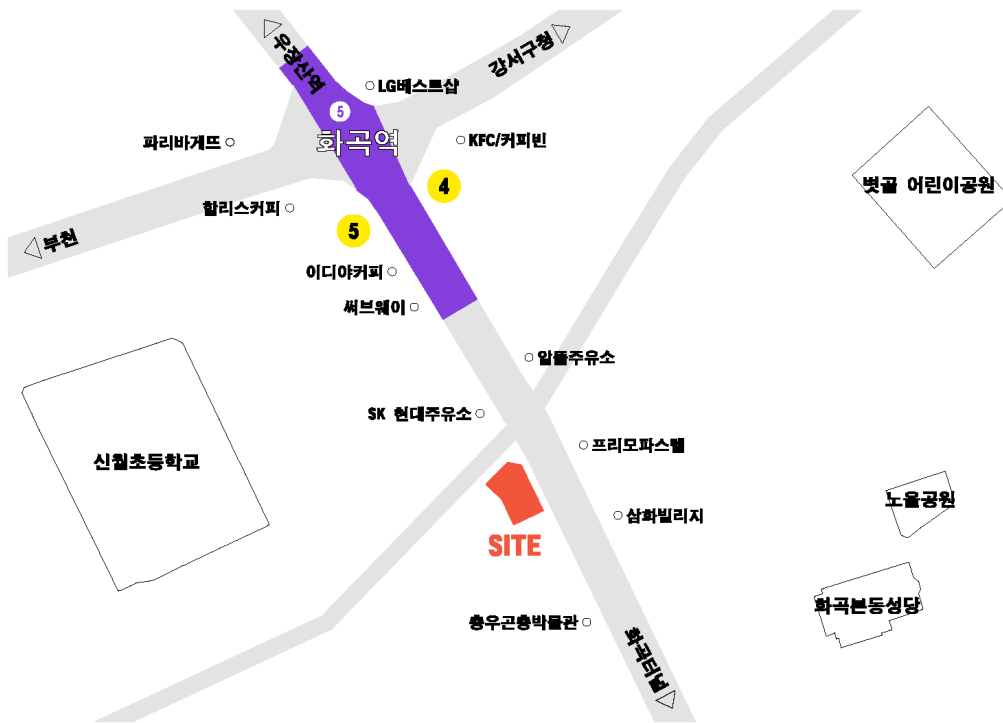 우장산역
강서구청
LG베스트샵
5
파리바게뜨
화곡역
KFC/커피빈
4
벗골 어린이공원
할리스커피
5
부천
이디야커피
써브웨이
알뜰주유소
SK 현대주유소
프리모파스텔
신월초등학교
노을공원
삼화빌리지
SITE
화곡본동성당
충우곤충박물관
화곡터널